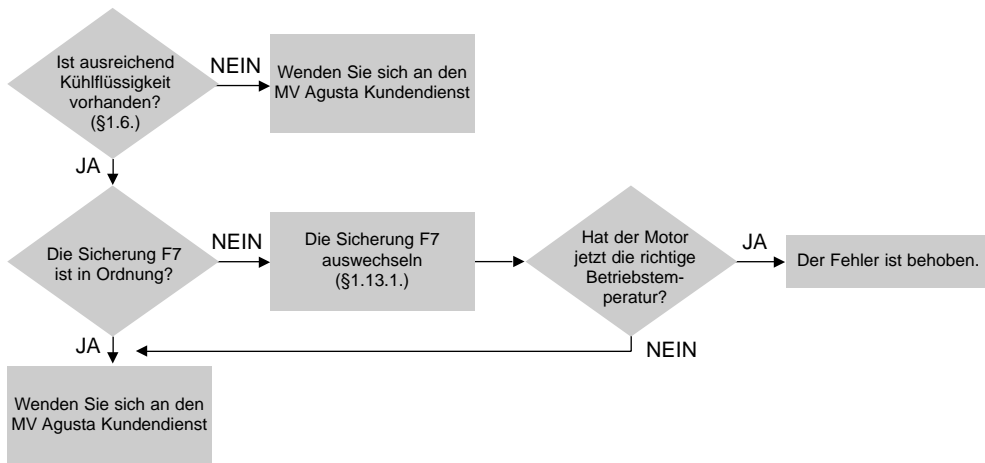 Ist ausreichend
Kühlflüssigkeit
vorhanden?
(§1.6.)
NEIN
Wenden Sie sich an den
MV Agusta Kundendienst
JA
Die Sicherung F7
ist in Ordnung?
NEIN
Die Sicherung F7
auswechseln
(§1.13.1.)
Hat der Motor
jetzt die richtige
Betriebstem-
peratur?
JA
Der Fehler ist behoben.
JA
NEIN
Wenden Sie sich an den
MV Agusta Kundendienst